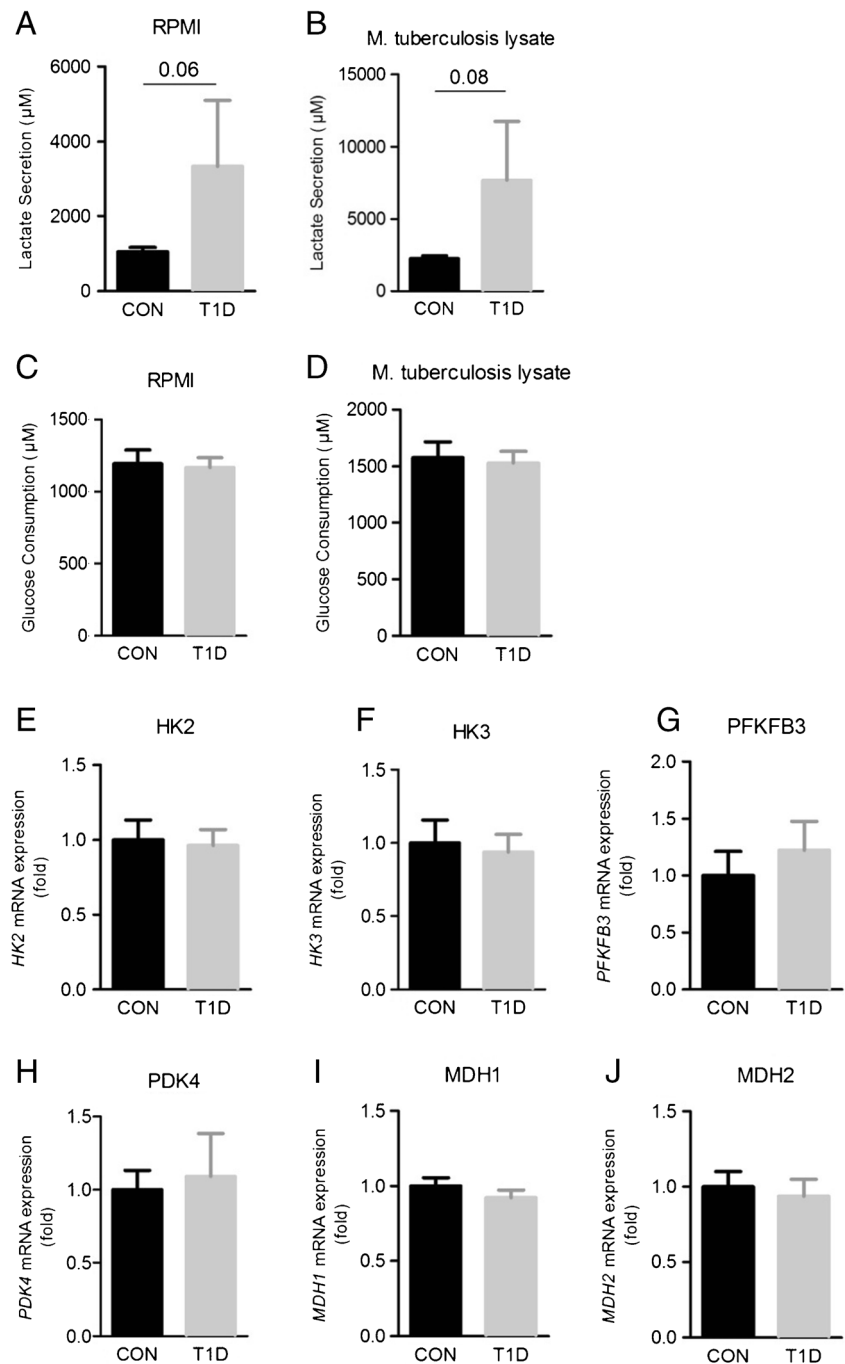 A
RPMI
Lactate Secretion ( μM)
6000
4000
2000
0
0.06
CON T1D
B
M. tuberculosis lysate
Lactate Secretion ( μM)
15000
10000
5000
0
0.08
CON T1D
C
RPMI
Glucose Consumption ( μM)
1500
1000
500
0
CON T1D
D
M. tuberculosis lysate
Glucose Consumption ( μM)
2000
1500
1000
500
0
CON T1D
E
HK2
HK2 mRNA expression
(fold)
1.5
1.0
0.5
0.0
CON T1D
F
HK3
HK3 mRNA expression
(fold)
1.5
1.0
0.5
0.0
CON T1D
G
PFKFB3
PFKFB3 mRNA expression
(fold)
2.0
1.5
1.0
0.5
0.0
CON T1D
H
PDK4
PDK4 mRNA expression
(fold)
1.5
1.0
0.5
0.0
CON T1D
I
MDH1
MDH1 mRNA expression
(fold)
1.5
1.0
0.5
0.0
CON T1D
J
MDH2
MDH2 mRNA expression
(fold)
1.5
1.0
0.5
0.0
CON T1D